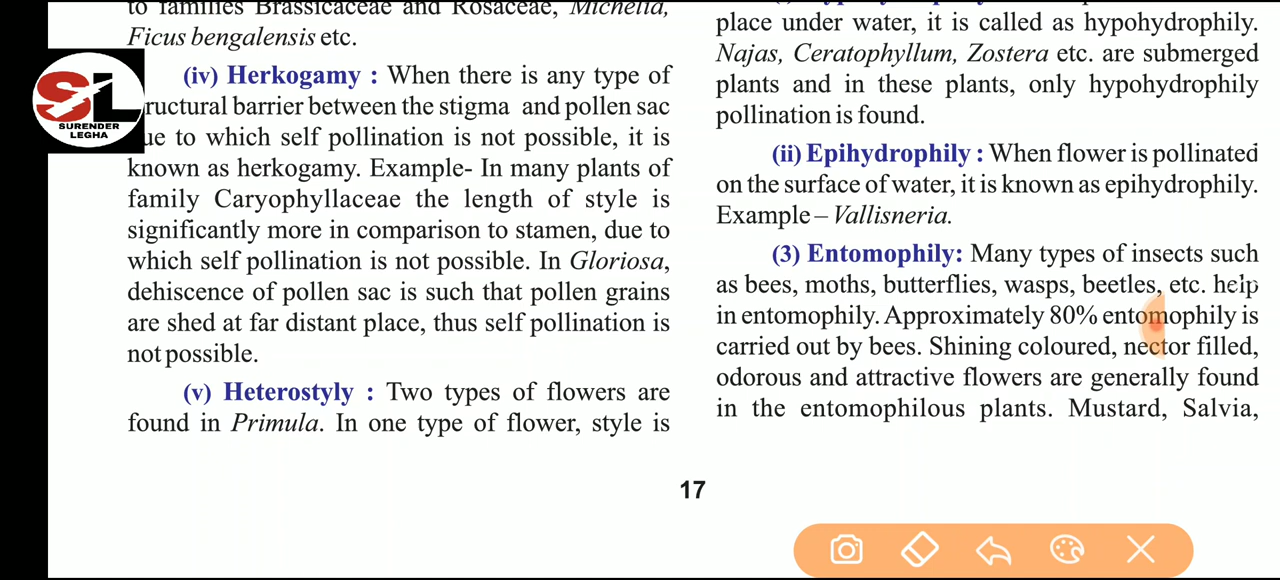 to families Brassicaceae and Rosaceae, Michelia,
Ficus bengalensis etc.
(iv) Herkogamy : When there is any type of
structural barrier between the stigma and pollen sac
due to which self pollination is not possible, it is
known as herkogamy. Example- In many plants of
family Caryophyllaceae the length of style is
significantly more in comparison to stamen, due to
which self pollination is not possible. In Gloriosa,
dehiscence of pollen sac is such that pollen grains
are shed at far distant place, thus self pollination is
not possible.
(v) Heterostyly : Two types of flowers are
found in Primula. In one type of flower, style is
place under water, it is called as hypohydrophily.
Najas, Ceratophyllum, Zostera etc. are submerged
plants and in these plants, only hypohydrophily
pollination is found.
(ii) Epihydrophily : When flower is pollinated
on the surface of water, it is known as epihydrophily.
Example – Vallisneria.
(3) Entomophily: Many types of insects such
as bees, moths, butterflies, wasps, beetles, etc. help
in entomophily. Approximately 80% entomophily is
carried out by bees. Shining coloured, nector filled,
odorous and attractive flowers are generally found
in the entomophilous plants. Mustard, Salvia,
17
SL
SURENDER
LEGHA